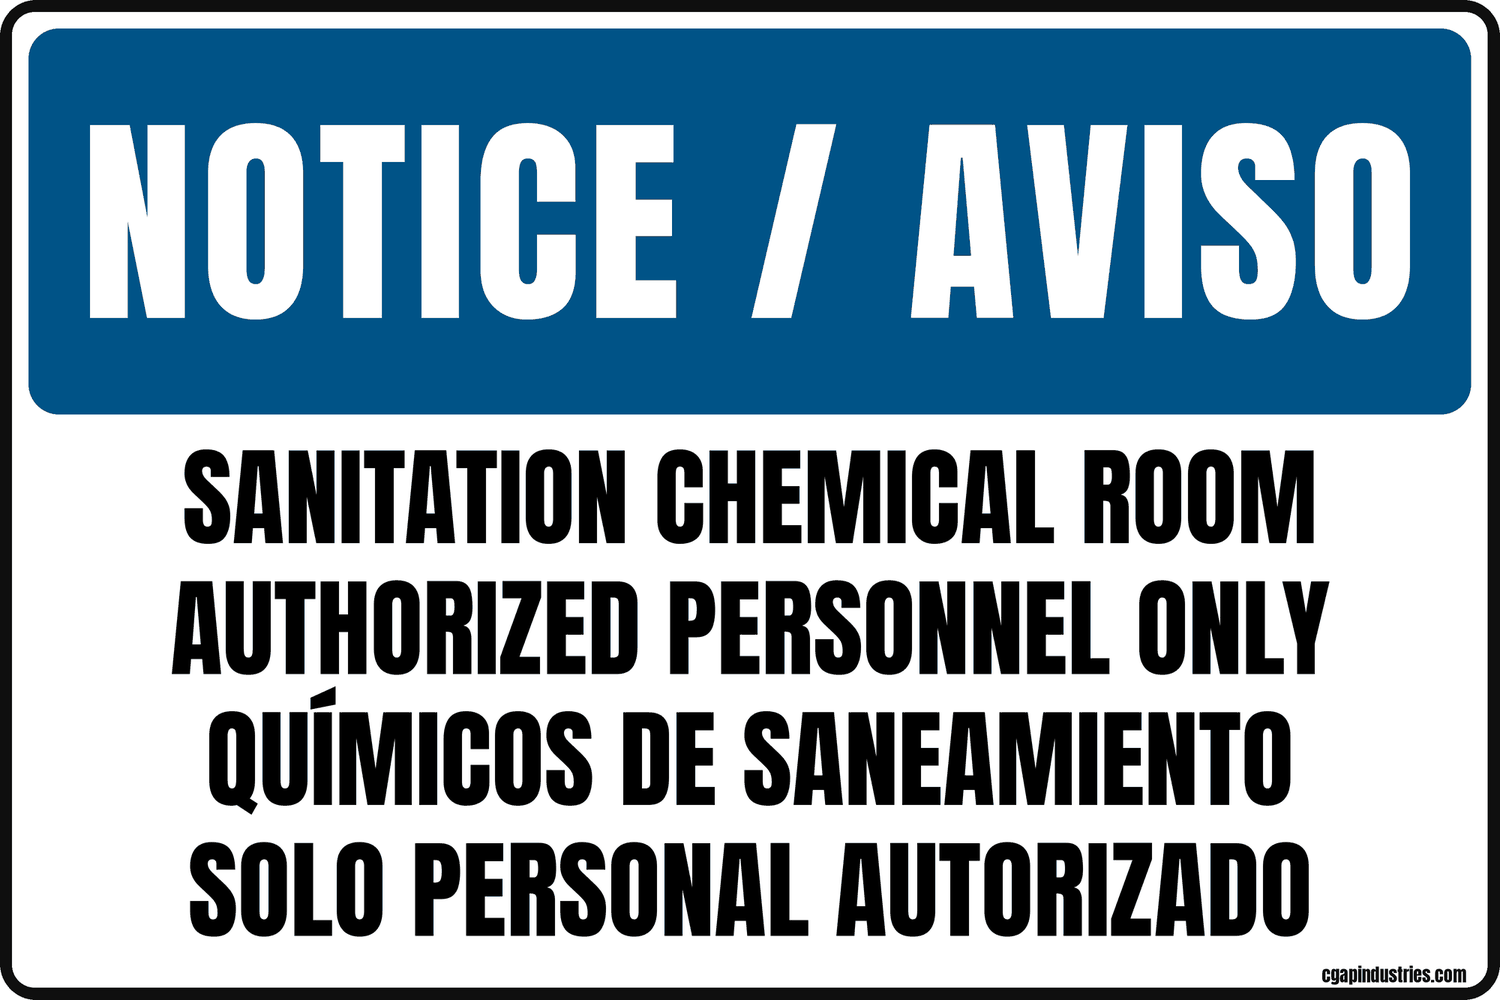 NOTICE / AVISO
SANITATION CHEMICAL ROOM
AUTHORIZED PERSONNEL ONLY
QUÍMICOS DE SANEAMIENTO
SOLO PERSONAL AUTORIZADO
cgapindustries.com